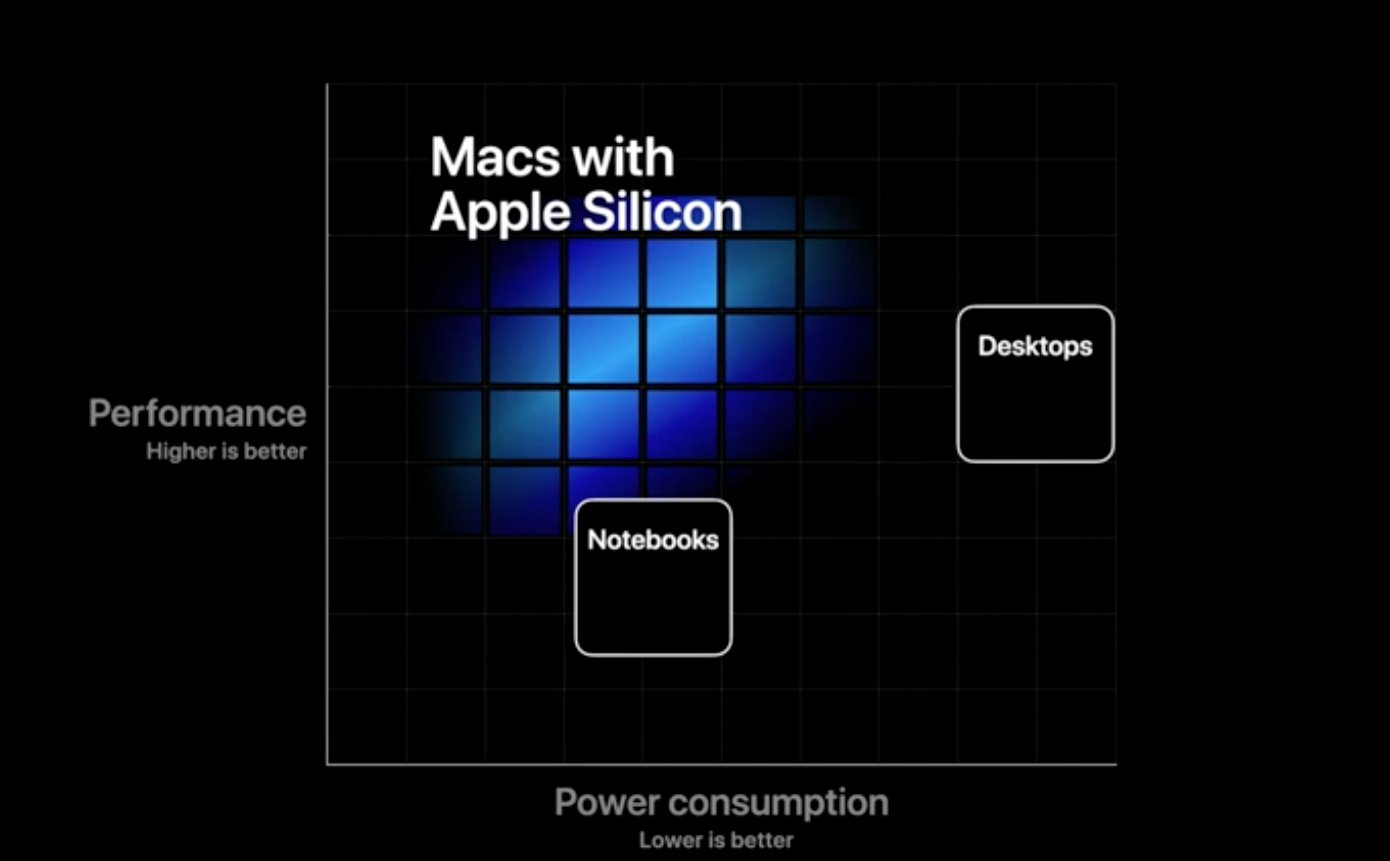 Macs with
Apple Silicon
Desktops
Performance
Higher is better
Notebooks
Power consumption
Lower is better